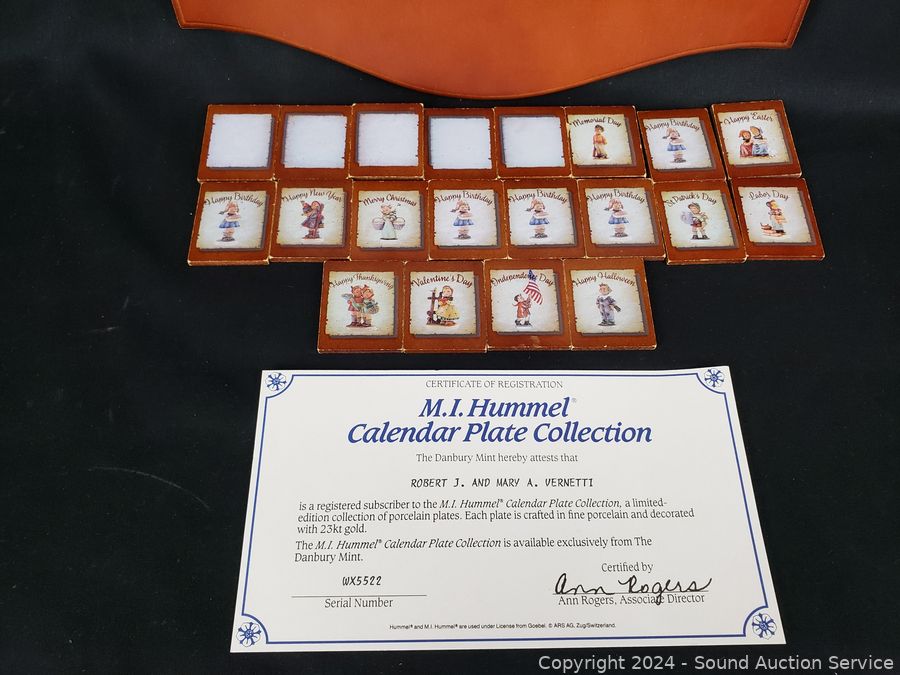 Memorial Day
Happy Birthday
Happy Easter
Happy Birthday
Happy New Year
Merry Christmas
Happy Birthday
Happy Birthday
Happy Birthday
St Patrick's Day
Labor Day
Happy Thanksgiving
Valentine's Day
Independence Day
Happy Halloween
CERTIFICATE OF REGISTRATION
M.I. Hummel®
Calendar Plate Collection
The Danbury Mint hereby attests that
ROBERT J. AND MARY A. VERNETTI
is a registered subscriber to the M.I. Hummel® Calendar Plate Collection, a limited-
edition collection of porcelain plates. Each plate is crafted in fine porcelain and decorated
with 23kt gold.
The M.I. Hummel® Calendar Plate Collection is available exclusively from The
Danbury Mint.
Certified by
WX5522
Ann Rogers
Serial Number
Ann Rogers, Associate Director
Hummel® and M.I. Hummel® are used under License from Goebel. © ARS AG, Zug/Switzerland.
Copyright 2024 - Sound Auction Service